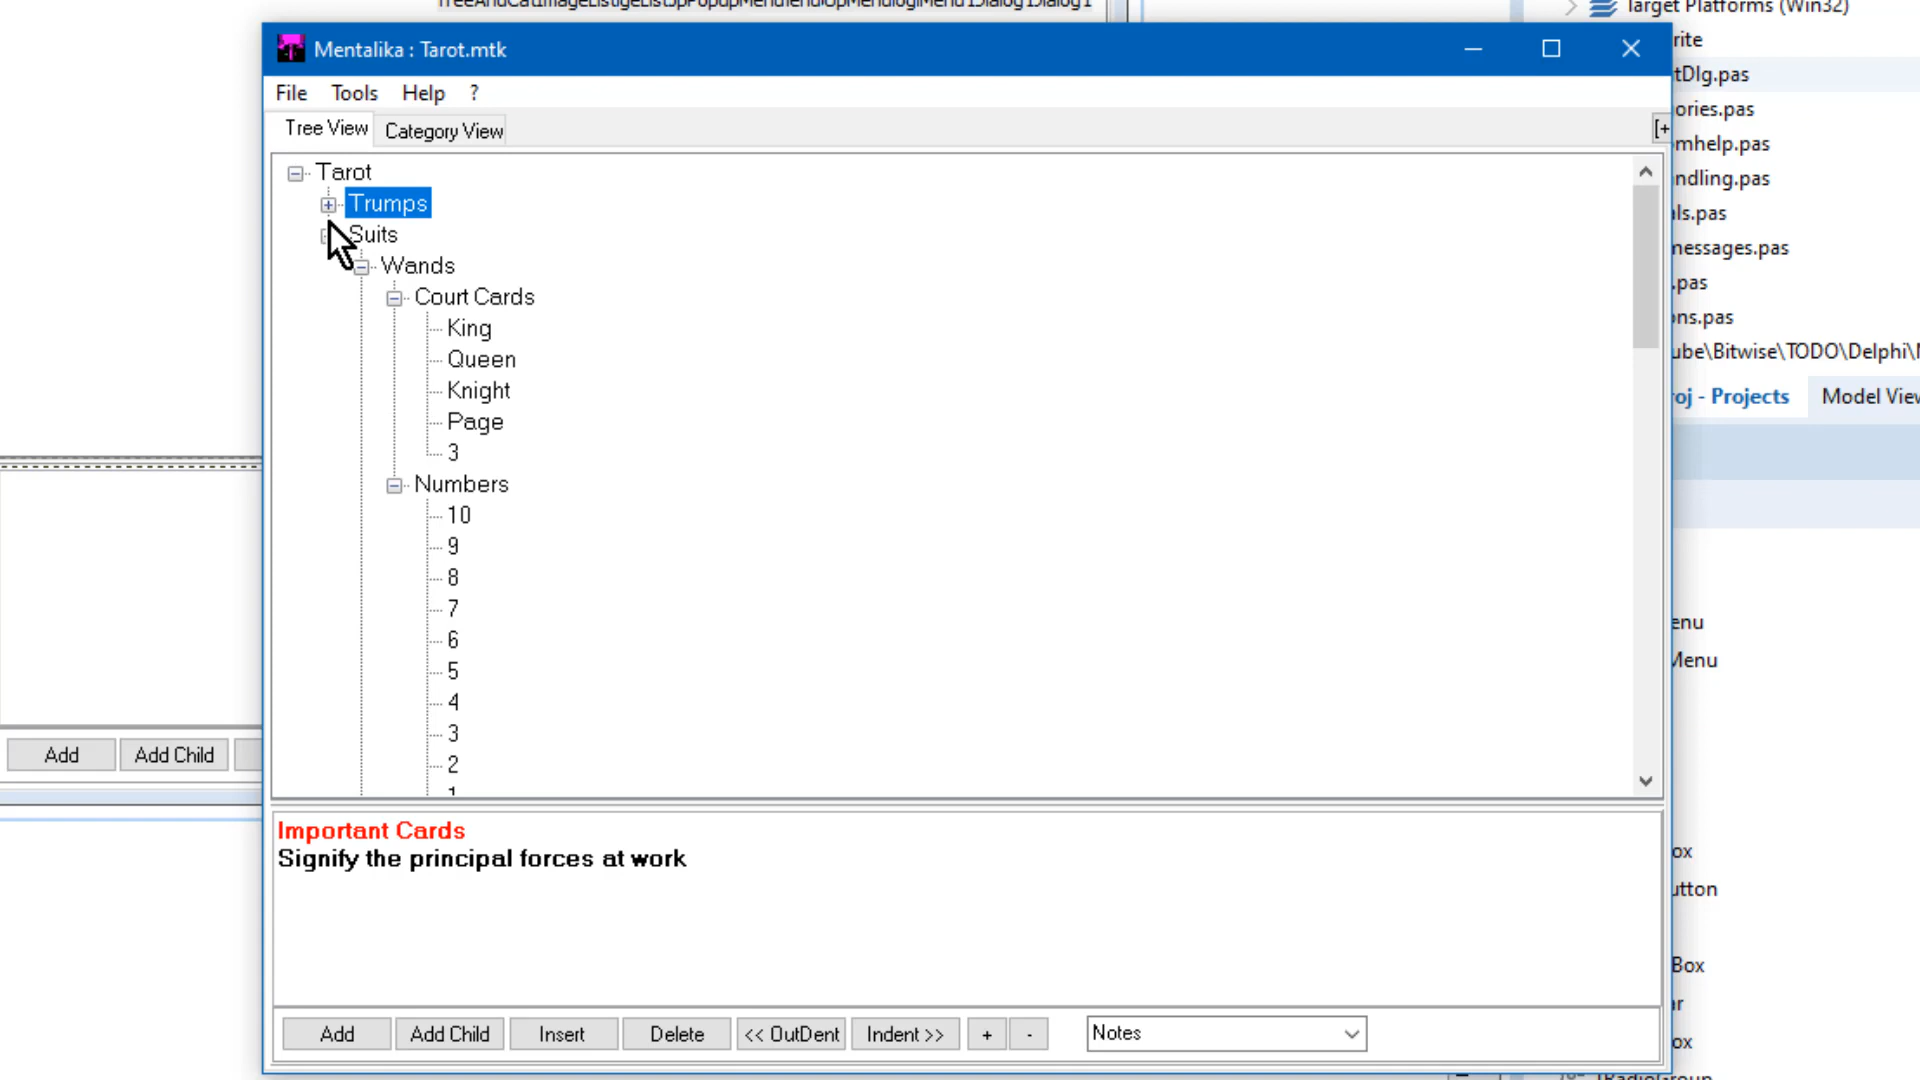 Target Platforms (Win32)
Mentalika : Tarot.mtk
rite
tDlg.pas
File Tools Help ?
ories.pas
Tree View Category View
[+
mhelp.pas
Tarot
ndling.pas
Trumps
ls.pas
Suits
nessages.pas
Wands
.pas
Court Cards
ns.pas
King
ube\Bitwise\TODO\Delphi\
Queen
Knight
oj - Projects Model View
Page
3
Numbers
10
9
8
7
enu
6
Menu
5
4
3
Add Add Child
2
1
Important Cards
Signify the principal forces at work
ox
utton
Box
ar
Add Add Child Insert Delete << OutDent Indent >> + - Notes
ox
TRadioGroup